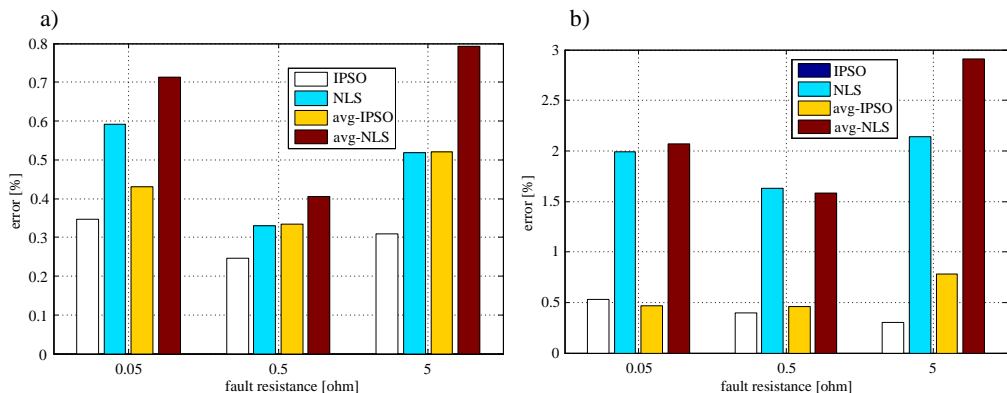 a)
0.8
0.7
0.6
0.5
0.4
0.3
0.2
0.1
0
error [%]
IPSO
NLS
avg-IPSO
avg-NLS
0.05
0.5
5
fault resistance [ohm]
b)
3
2.5
2
1.5
1
0.5
0
error [%]
IPSO
NLS
avg-IPSO
avg-NLS
0.05
0.5
5
fault resistance [ohm]